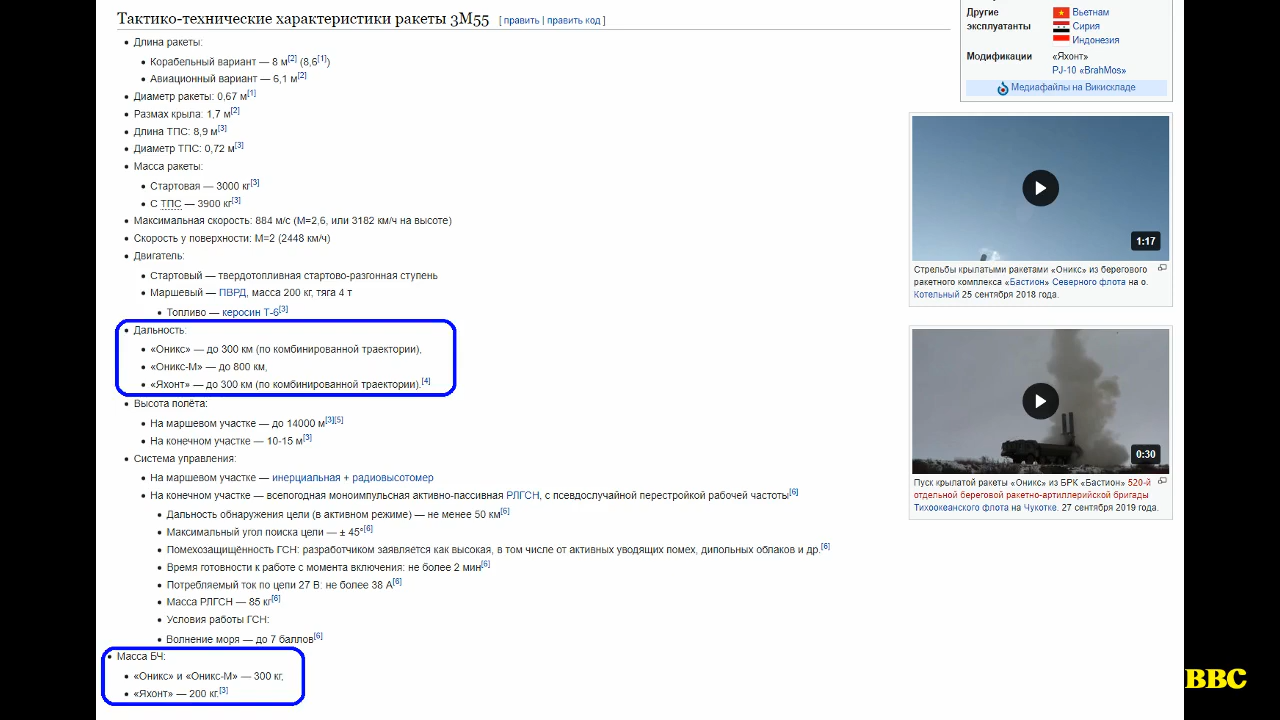 Тактико-технические характеристики ракеты 3М55 [ править | править код ]
Длина ракеты:
Корабельный вариант — 8 м[2] (8,6[1])
Авиационный вариант — 6,1 м[2]
Диаметр ракеты: 0,67 м[1]
Размах крыла: 1,7 м[2]
Длина ТПС: 8,9 м[3]
Диаметр ТПС: 0,72 м[3]
Масса ракеты:
Стартовая — 3000 кг[3]
С ТПС — 3900 кг[3]
Максимальная скорость: 884 м/с (М=2,6, или 3182 км/ч на высоте)
Скорость у поверхности: М=2 (2448 км/ч)
Двигатель:
Стартовый — твердотопливная стартово-разгонная ступень
Маршевый — ПВРД, масса 200 кг, тяга 4 т
Топливо — керосин Т-6[3]
Дальность:
«Оникс» — до 300 км (по комбинированной траектории),
«Оникс-М» — до 800 км,
«Яхонт» — до 300 км (по комбинированной траектории).[4]
Высота полёта:
На маршевом участке — до 14000 м[3][5]
На конечном участке — 10-15 м[3]
Система управления:
На маршевом участке — инерциальная + радиовысотомер
На конечном участке — всепогодная моноимпульсная активно-пассивная РЛГСН, с псевдослучайной перестройкой рабочей частоты[6]
Дальность обнаружения цели (в активном режиме) — не менее 50 км[6]
Максимальный угол поиска цели — ± 45°[6]
Помехозащищённость ГСН: разработчиком заявляется как высокая, в том числе от активных уводящих помех, дипольных облаков и др.[6]
Время готовности к работе с момента включения: не более 2 мин[6]
Потребляемый ток по цепи 27 В: не более 38 А[6]
Масса РЛГСН — 85 кг[6]
Условия работы ГСН:
Волнение моря — до 7 баллов[6]
Масса БЧ:
«Оникс» и «Оникс-М» — 300 кг,
«Яхонт» — 200 кг.[3]
Другие эксплуатанты
Вьетнам
Сирия
Индонезия
Модификации
«Яхонт»
PJ-10 «BrahMos»
Медиафайлы на Викискладе
1:17
Стрельбы крылатыми ракетами «Оникс» из берегового
ракетного комплекса «Бастион» Северного флота на о.
Котельный 25 сентября 2018 года.
0:30
Пуск крылатой ракеты «Оникс» из БРК «Бастион» 520-й
отдельной береговой ракетно-артиллерийской бригады
Тихоокеанского флота на Чукотке. 27 сентября 2019 года.
BBC